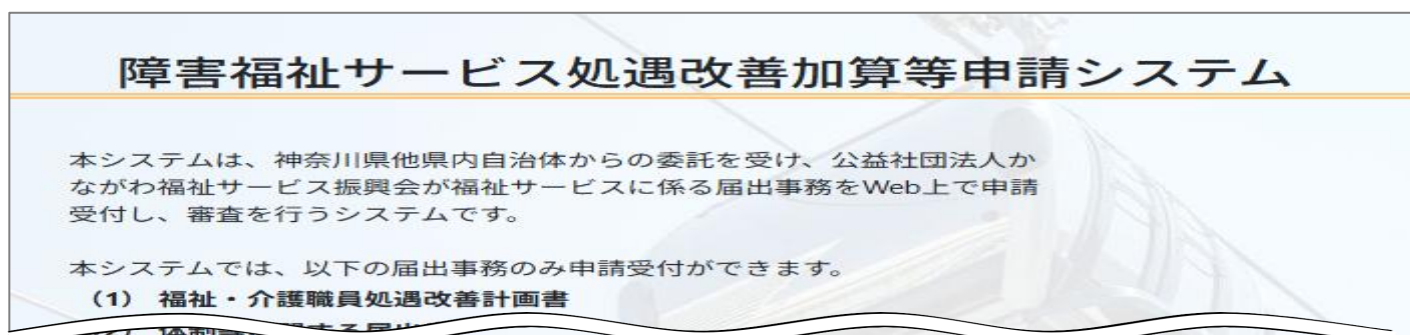 障害福祉サービス処遇改善加算等申請システム
本システムは、神奈川県他県内自治体からの委託を受け、公益社団法人か
ながわ福祉サービス振興会が福祉サービスに係る届出事務をWeb上で申請
受付し、審査を行うシステムです。
本システムでは、以下の届出事務のみ申請受付ができます。
（1） 福祉・介護職員処遇改善計画書